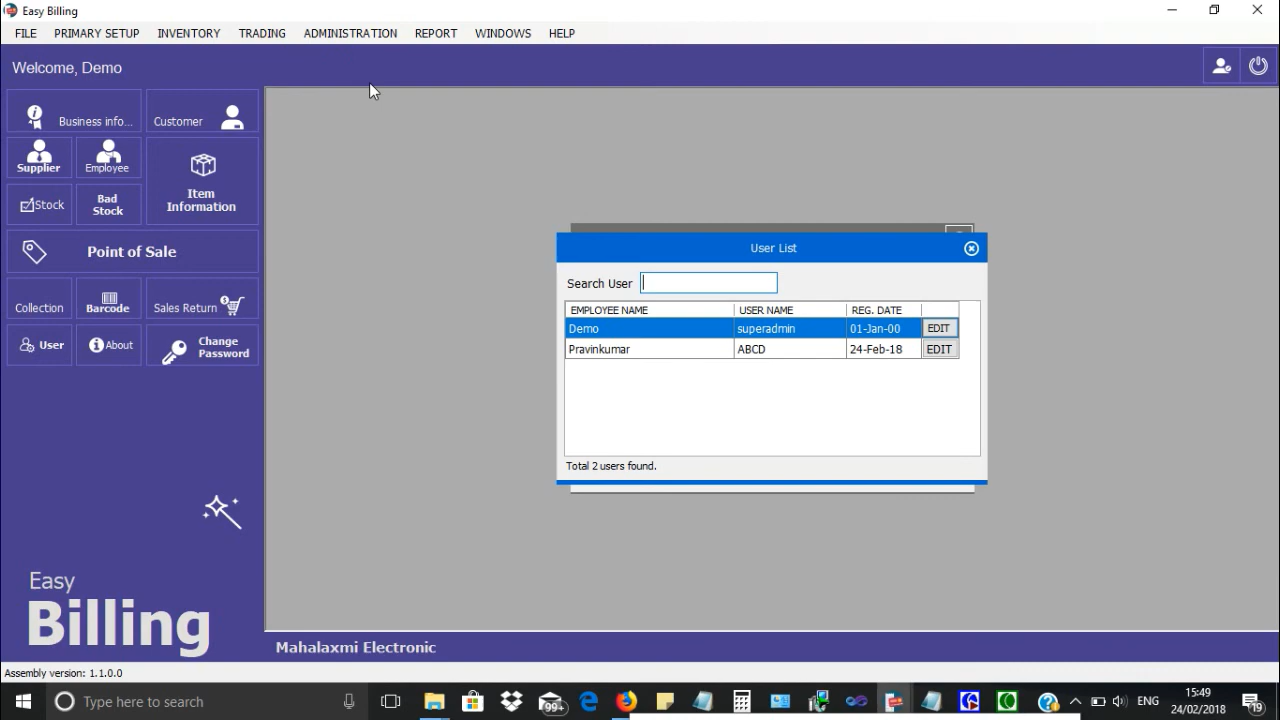 Easy Billing
FILE PRIMARY SETUP INVENTORY TRADING ADMINISTRATION REPORT WINDOWS HELP
Welcome, Demo
Business info... Customer
Supplier Employee
Item
Information
Stock Bad
Stock
Point of Sale
Collection Barcode Sales Return
User About Change
Password
User List
Search User
EMPLOYEE NAME USER NAME REG. DATE
Demo superadmin 01-Jan-00 EDIT
Pravinkumar ABCD 24-Feb-18 EDIT
Total 2 users found.
Easy
Billing
Mahalaxmi Electronic
Assembly version: 1.1.0.0
Type here to search 99+ ENG 15:49
24/02/2018 19